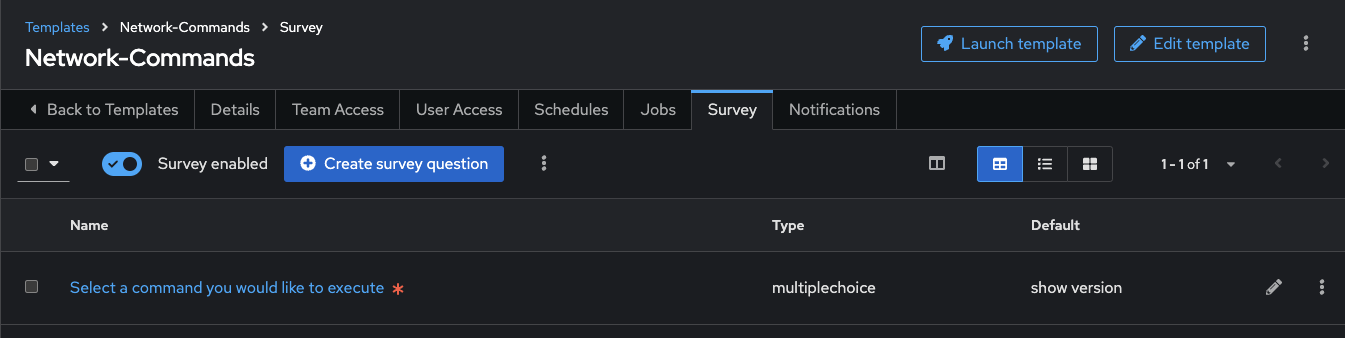 Templates > Network-Commands > Survey
Network-Commands
Launch template Edit template
Back to Templates Details Team Access User Access Schedules Jobs Survey Notifications
Survey enabled Create survey question 1 - 1 of 1
Name Type Default
Select a command you would like to execute * multiplechoice show version